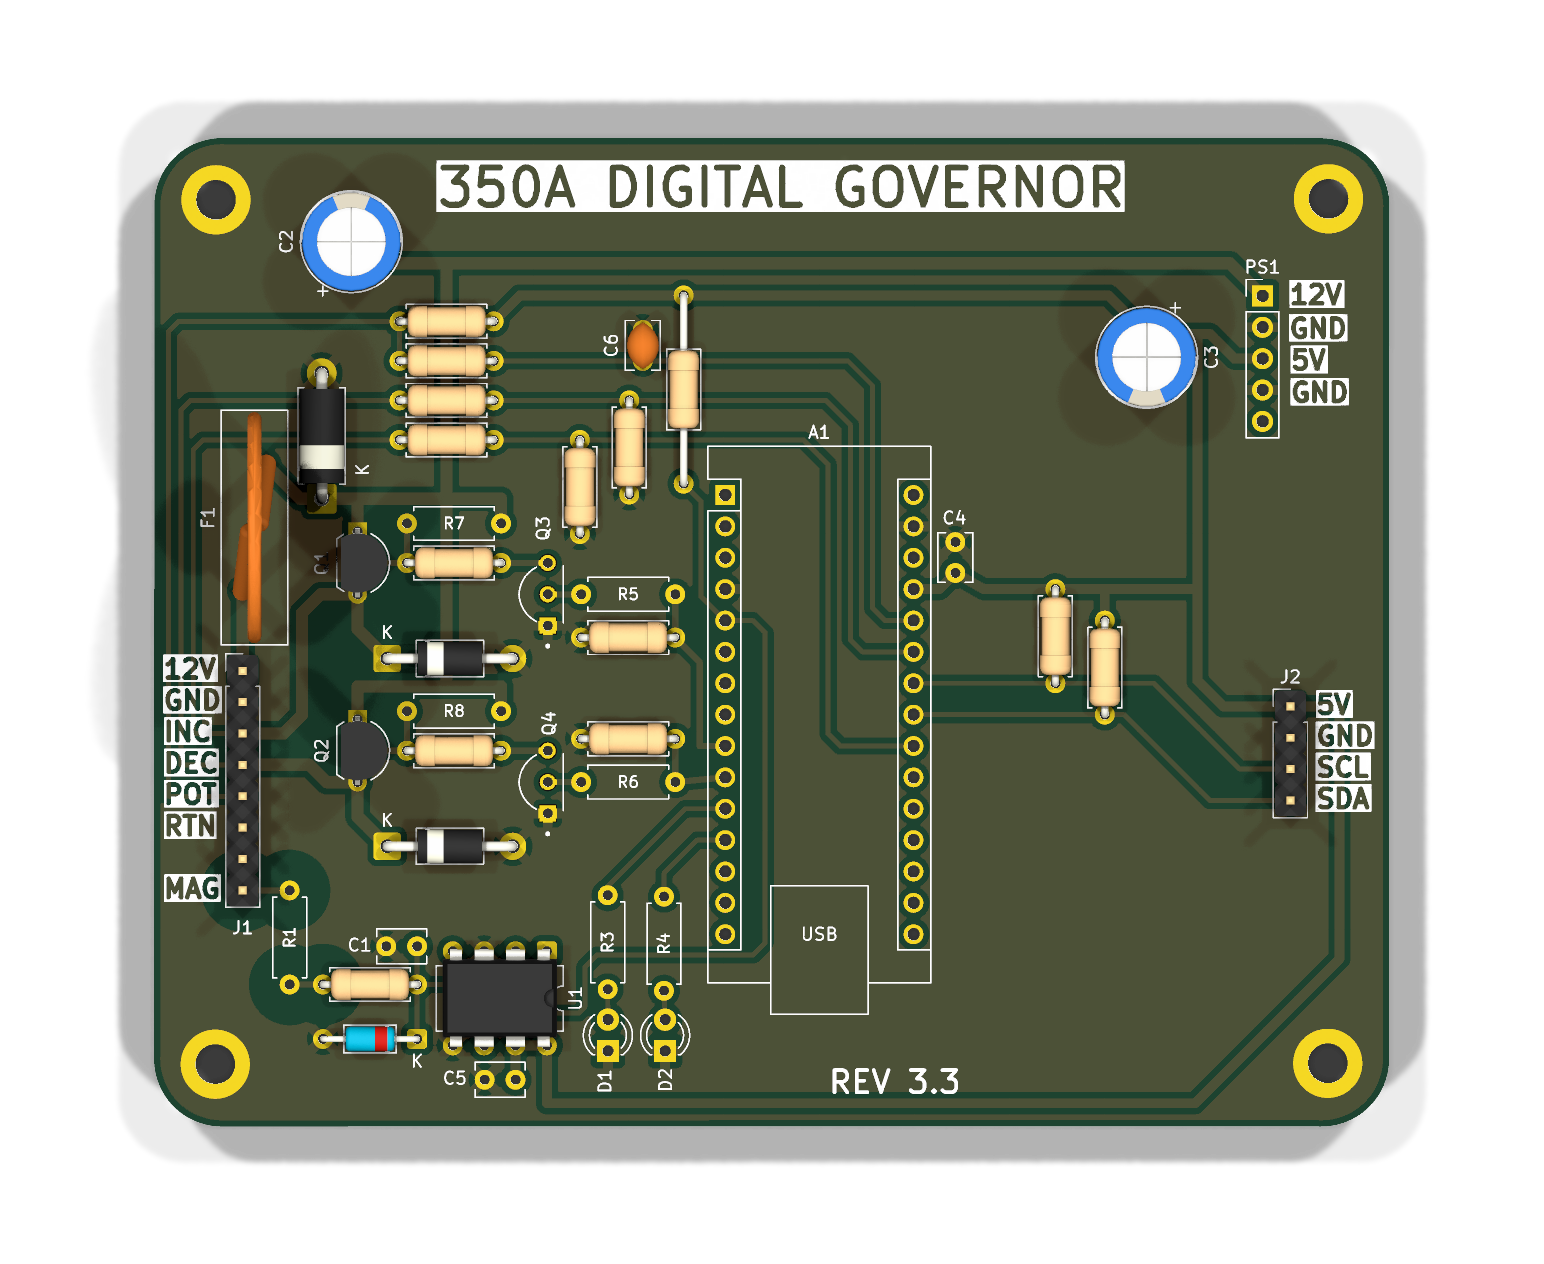 350A DIGITAL GOVERNOR
C2
+
PS1
12V
GND
5V
GND
+
C3
C6
K
A1
F1
R7
Q3
C4
Q1
R5
K
12V
GND
INC
DEC
POT
RTN
MAG
J1
J2
5V
GND
SCL
SDA
R8
Q4
Q2
R6
K
R1
C1
R3
R4
USB
U1
K
C5
D1
D2
REV 3.3